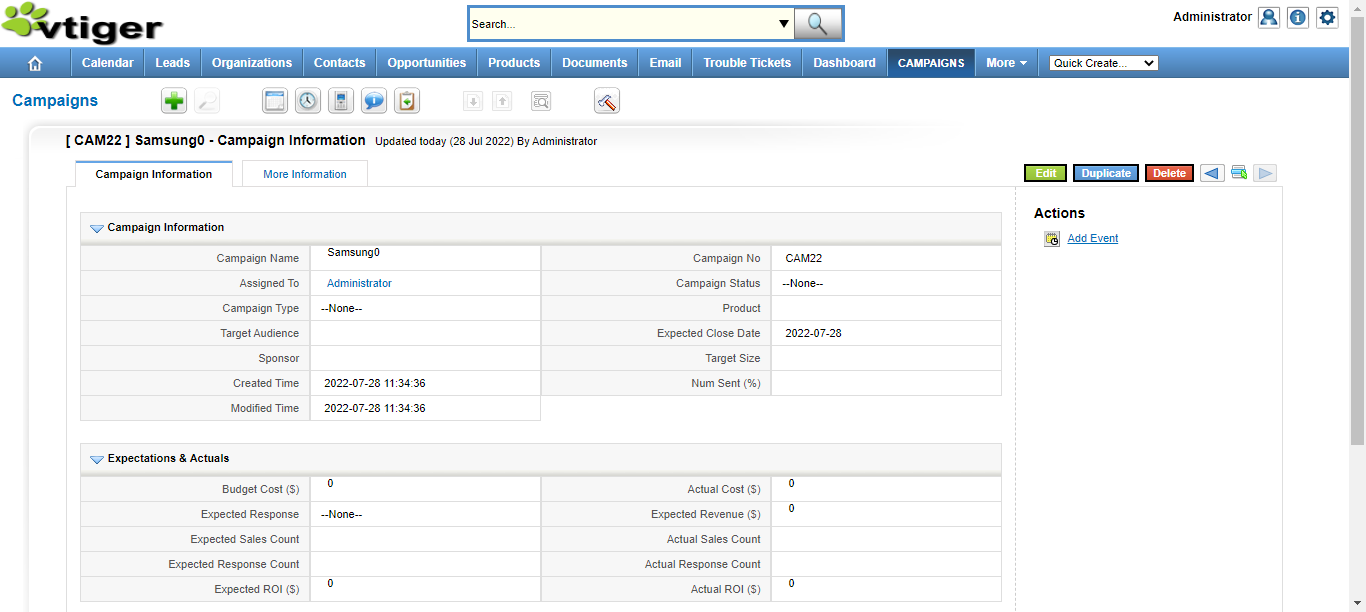 vtiger
Search...
Administrator
Calendar Leads Organizations Contacts Opportunities Products Documents Email Trouble Tickets Dashboard CAMPAIGNS More Quick Create...
Campaigns
[ CAM22 ] Samsung0 - Campaign Information Updated today (28 Jul 2022) By Administrator
Campaign Information More Information Edit Duplicate Delete
Actions
Add Event
Campaign Information
Campaign Name Samsung0 Campaign No CAM22
Assigned To Administrator Campaign Status --None--
Campaign Type --None-- Product
Target Audience Expected Close Date 2022-07-28
Sponsor Target Size
Created Time 2022-07-28 11:34:36 Num Sent (%)
Modified Time 2022-07-28 11:34:36
Expectations & Actuals
Budget Cost ($) 0 Actual Cost ($) 0
Expected Response --None-- Expected Revenue ($) 0
Expected Sales Count Actual Sales Count
Expected Response Count Actual Response Count
Expected ROI ($) 0 Actual ROI ($) 0